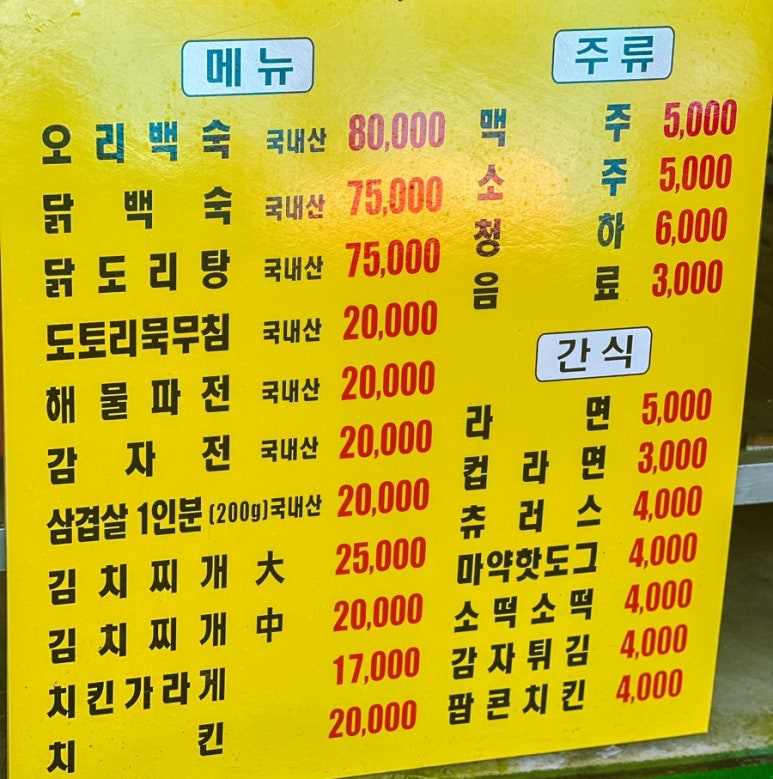 메뉴
오리백숙 국내산 80,000
닭백숙 국내산 75,000
닭도리탕 국내산 75,000
도토리묵무침 국내산 20,000
해물파전 국내산 20,000
감자전 국내산 20,000
삼겹살 1인분 (200g)국내산 20,000
김치찌개 大 25,000
김치찌개 中 20,000
치킨가라게 17,000
치킨 20,000
주류
맥주 5,000
소주 5,000
청하 6,000
음료 3,000
간식
라면 5,000
컵라면 3,000
츄러스 4,000
마약핫도그 4,000
소떡소떡 4,000
감자튀김 4,000
팝콘치킨 4,000